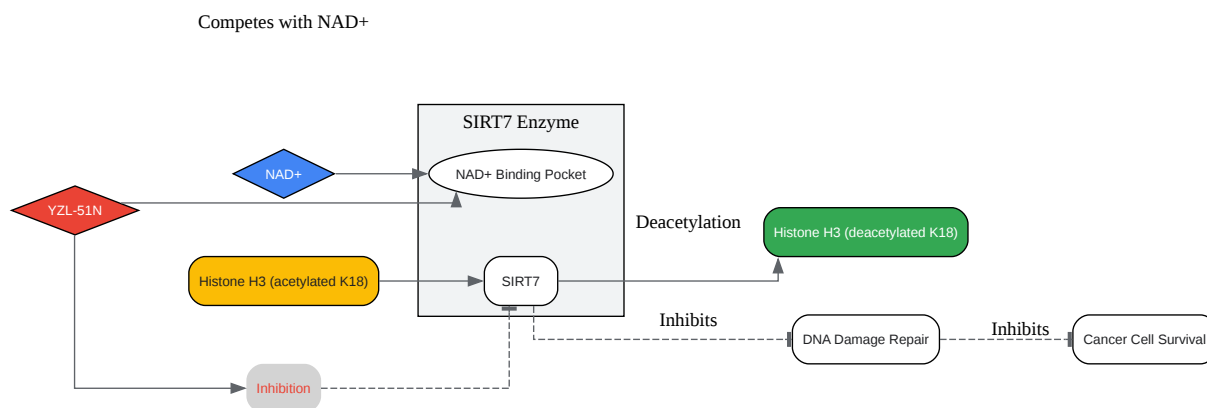 Competes with NAD+
SIRT7 Enzyme
NAD+
NAD+ Binding Pocket
YZL-51N
Deacetylation
Histone H3 (deacetylated K18)
Histone H3 (acetylated K18)
SIRT7
Inhibits
DNA Damage Repair
Inhibits
Cancer Cell Survival
Inhibition